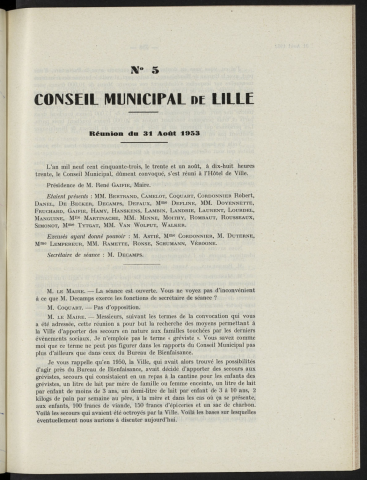 N° 5
CONSEIL MUNICIPAL DE LILLE
Réunion du 31 Août 1953
L'an mil neuf cent cinquante-trois, le trente et un août, à dix-huit heures
trente, le Conseil Municipal, dûment convoqué, s'est réuni à l'Hôtel de Ville.
Présidence de M. René GAIFIE, Maire.
Etaient présents : MM. BERTRAND, CAMELOT, COQUART, CORDONNIER Robert,
DANIEL, DE BECKER, DECAMPS, DEFAUX, Mme DEFLINE, MM. DOYENNETTE,
FRUCHARD, GAIFIE, HAMY, HANSKENS, LAMBIN, LANDRIE, LAURENT, LOURDEL,
MANGUINE, Mme MARTINACHE, MM. MINNE, MOITHY, ROMBAUT, ROUSSEAUX,
SCHONET, Mme TYTGAT, MM. VAN WOLPUT, WALKER.
Excusés ayant donné pouvoir : M. ASTIÉ, Mme CORDONNIER, M. DUTERNE,
Mme LEMPEREUR, MM. RAMETTE, RONSE, SCHUMANN, VÉROONE.
Secrétaire de séance : M. DECAMPS.
M. LE MAIRE. — La séance est ouverte. Vous ne voyez pas d'inconvénient
à ce que M. Decamps exerce les fonctions de secrétaire de séance ?
M. COQUART. — Pas d'opposition.
M. LE MAIRE. — Messieurs, suivant les termes de la convocation qui vous
a été adressée, cette réunion a pour but la recherche des moyens permettant à
la Ville d'apporter des secours en nature aux familles touchées par les derniers
événements sociaux. Je n'emploie pas le terme « grévistes ». Vous savez comme
moi que ce terme ne peut pas figurer dans les rapports du Conseil Municipal pas
plus d'ailleurs que dans ceux du Bureau de Bienfaisance.
Je vous rappelle qu'en 1950, la Ville, qui avait alors trouvé les possibilités
d'agir près du Bureau de Bienfaisance, avait décidé d'apporter des secours aux
grévistes, secours qui consistaient en un repas à la cantine pour les enfants des
grévistes, un litre de lait par mère de famille ou femme enceinte, un litre de lait
par enfant de moins de 3 ans, un demi-litre de lait par enfant de 3 à 10 ans, 2
kilogs de pain par semaine au père, à la mère et dans les cas où ça se présente,
aux enfants, 100 francs de viande, 150 francs d'épiceries et un sac de charbon.
Voilà les secours qui avaient été octroyés par la Ville. Voilà les bases sur lesquelles
éventuellement nous aurions à discuter aujourd'hui.